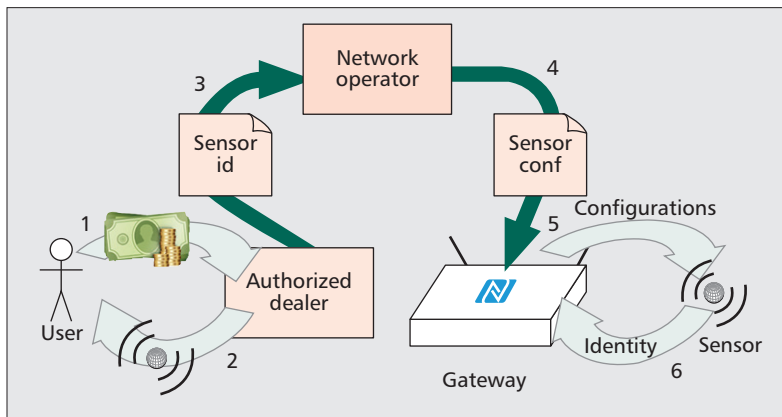 Network
operator
3
4
Sensor
id
Sensor
conf
1
5
Configurations
Authorized
dealer
User
2
Identity
Sensor
6
Gateway